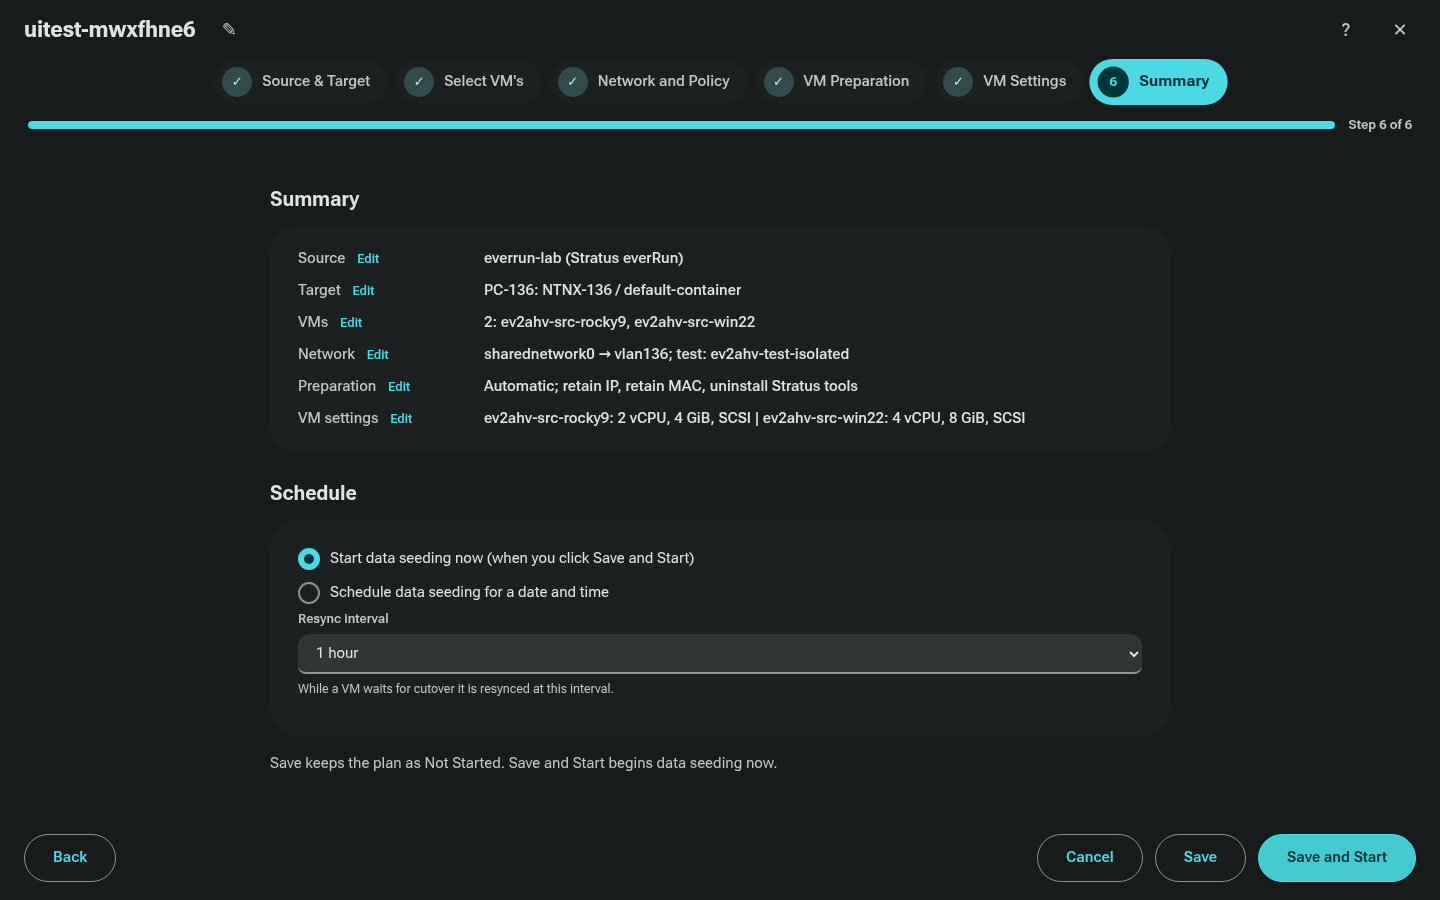 uitest-mwxfhne6 ✎ ? ✕
✓ Source & Target ✓ Select VM's ✓ Network and Policy ✓ VM Preparation ✓ VM Settings 6 Summary
Step 6 of 6
Summary
Source Edit everrun-lab (Stratus everRun)
Target Edit PC-136: NTNX-136 / default-container
VMs Edit 2: ev2ahv-src-rocky9, ev2ahv-src-win22
Network Edit sharednetwork0 → vlan136; test: ev2ahv-test-isolated
Preparation Edit Automatic; retain IP, retain MAC, uninstall Stratus tools
VM settings Edit ev2ahv-src-rocky9: 2 vCPU, 4 GiB, SCSI | ev2ahv-src-win22: 4 vCPU, 8 GiB, SCSI
Schedule
Start data seeding now (when you click Save and Start)
Schedule data seeding for a date and time
Resync interval
1 hour
While a VM waits for cutover it is resynced at this interval.
Save keeps the plan as Not Started. Save and Start begins data seeding now.
Back Cancel Save Save and Start